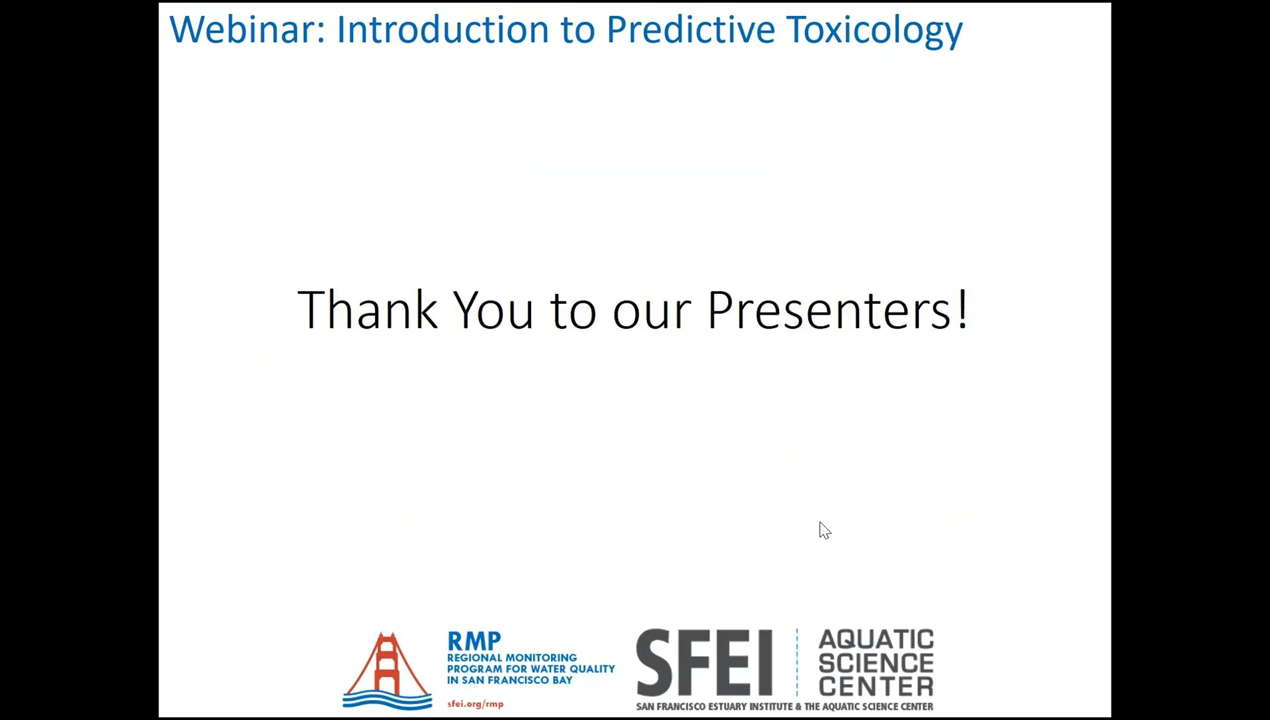 Webinar: Introduction to Predictive Toxicology
Thank You to our Presenters!
RMP
REGIONAL MONITORING
PROGRAM FOR WATER QUALITY
IN SAN FRANCISCO BAY
sfei.org/rmp
SFEI
AQUATIC
SCIENCE
CENTER
SAN FRANCISCO ESTUARY INSTITUTE & THE AQUATIC SCIENCE CENTER